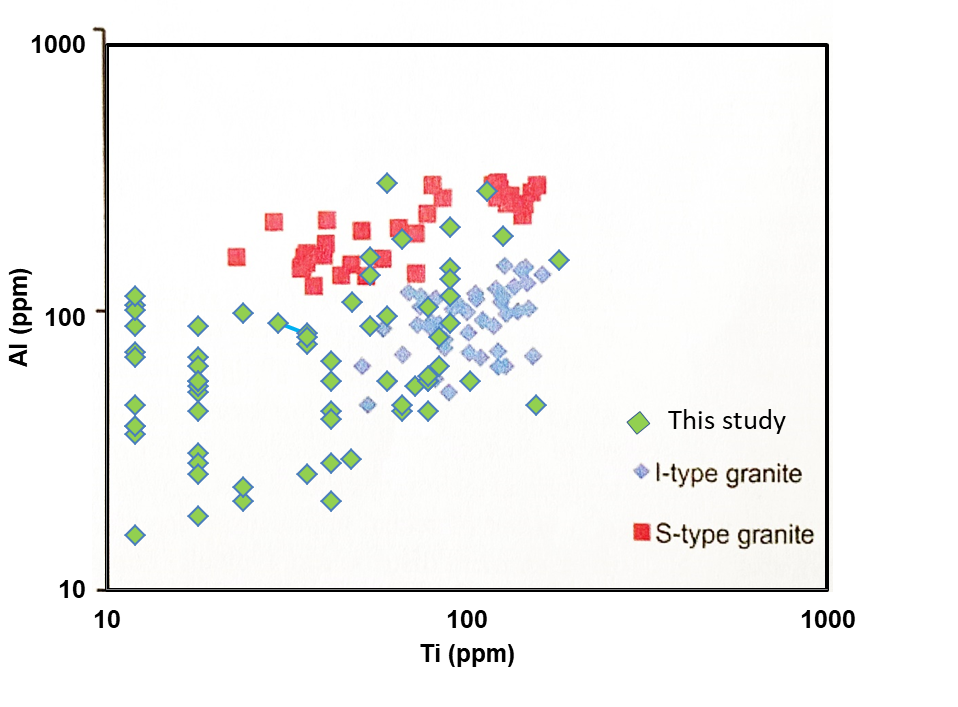 1000
100
10
Al (ppm)
10
100
1000
Ti (ppm)
This study
I-type granite
S-type granite